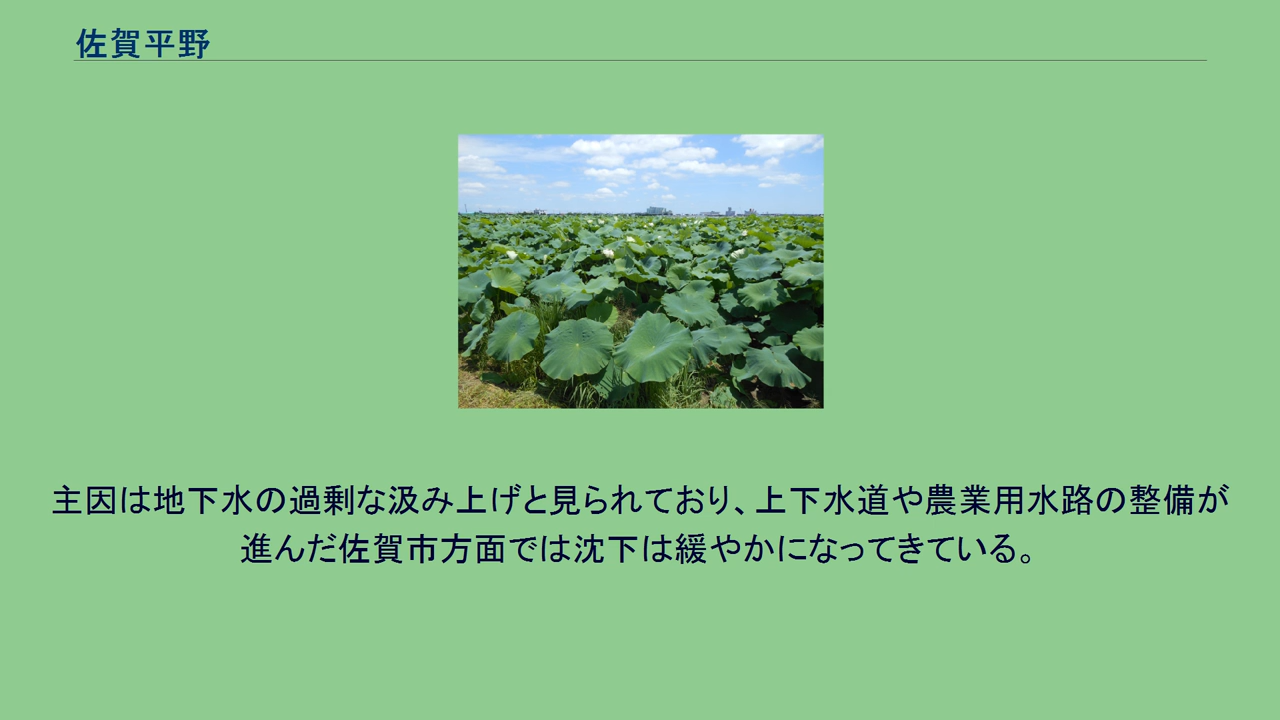 佐賀平野
主因は地下水の過剰な汲み上げと見られており、上下水道や農業用水路の整備が
進んだ佐賀市方面では沈下は緩やかになってきている。